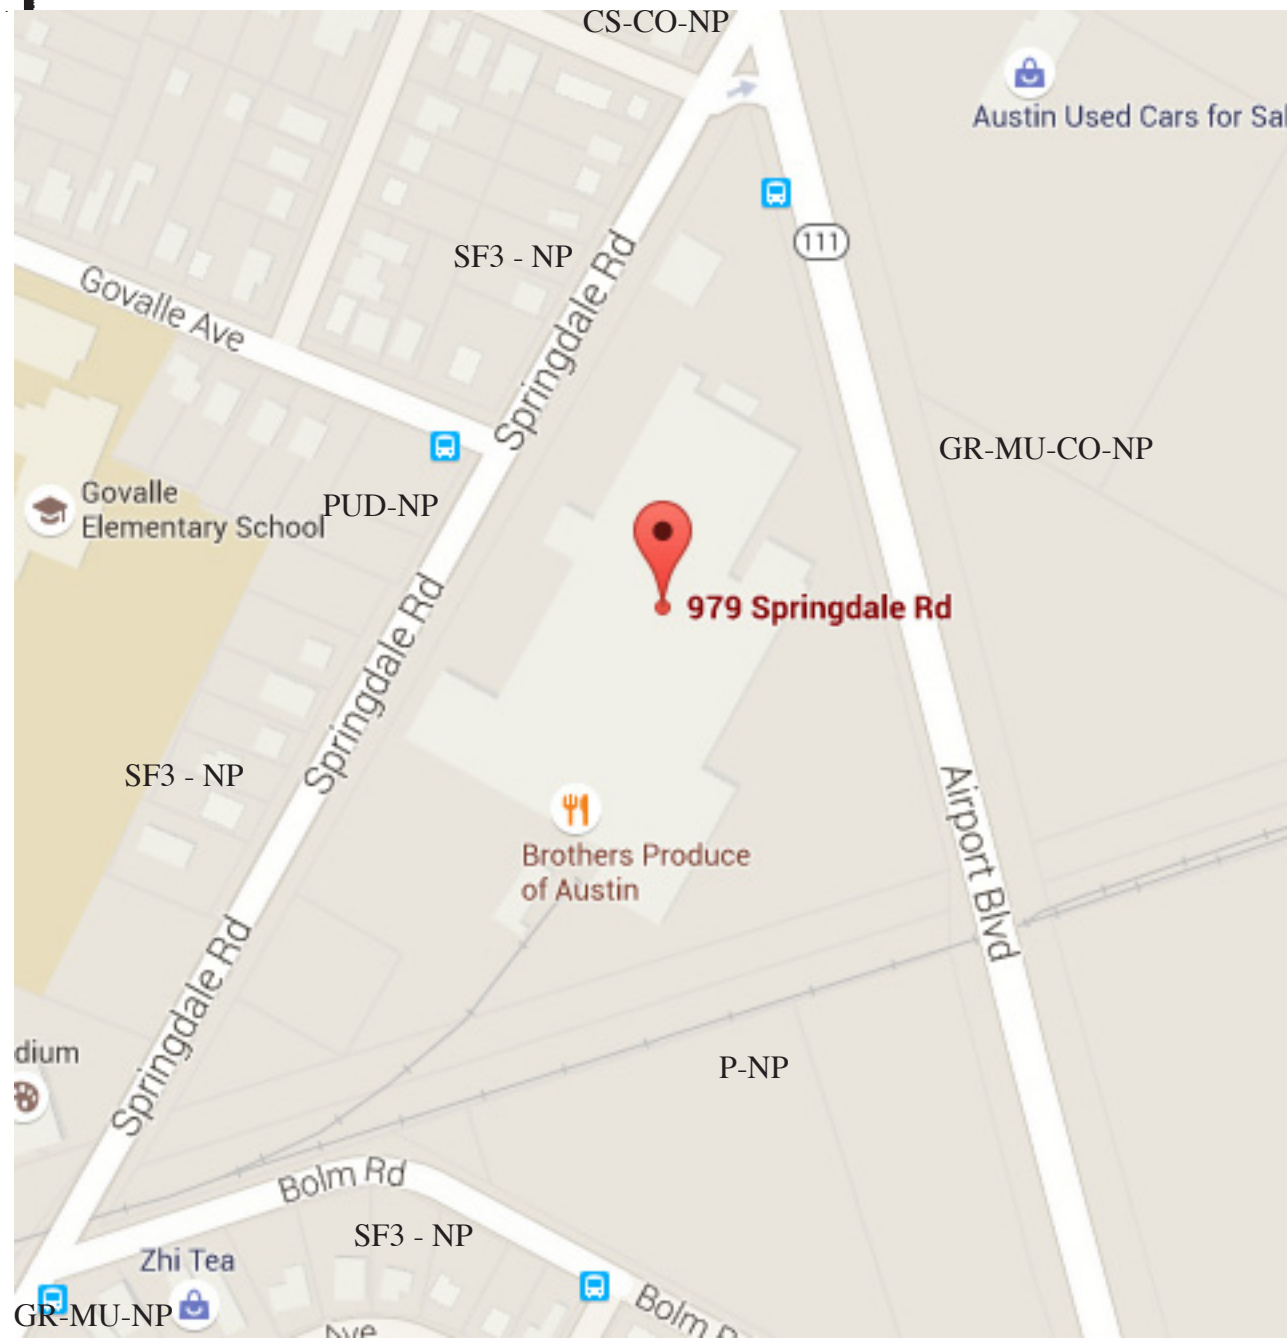 CS-CO-NP
Austin Used Cars for Sal
111
SF3 - NP
Springdale Rd
Govalle Ave
GR-MU-CO-NP
Govalle
Elementary School
PUD-NP
979 Springdale Rd
Springdale Rd
SF3 - NP
Airport Blvd
Brothers Produce
of Austin
Springdale Rd
dium
P-NP
Bolm Rd
SF3 - NP
Zhi Tea
GR-MU-NP
Bolm R
Ave